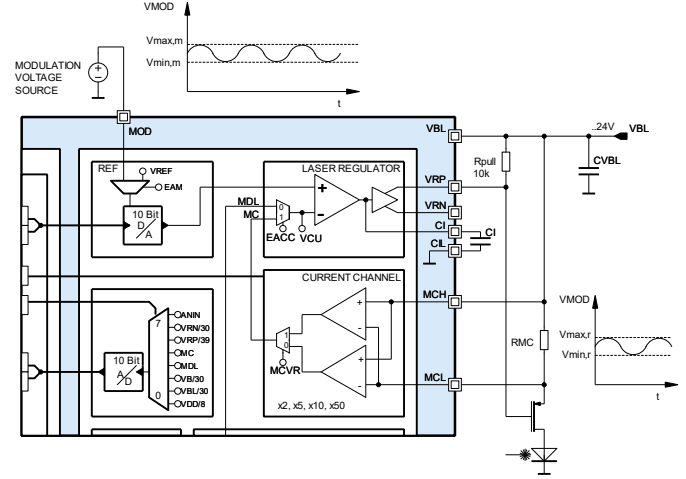 VMOD
Vmax,m
Vmin,m
t
MODULATION
VOLTAGE
SOURCE
MOD
VBL
..24V
VBL
REF
VREF
EAM
10 Bit
D/A
LASER REGULATOR
MDL
MC
0
1
+
-
EACC
VCU
VRP
VRN
CI
CIL
CI
Rpull
10k
CVBL
CURRENT CHANNEL
+
-
1
0
+
-
MCVR
x2, x5, x10, x50
MCH
MCL
RMC
VMOD
Vmax,r
Vmin,r
t
7
0
ANIN
VRN/30
VRP/39
MC
MDL
VB/30
VBL/30
VDD/8
10 Bit
A/D